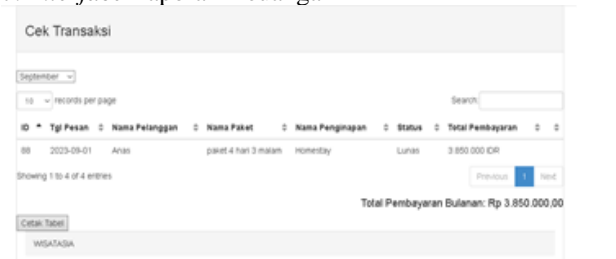 Cek Transaksi
September
10 records per page Search:
ID Tgl Pesan Nama Pelanggan Nama Paket Nama Penginapan Status Total Pembayaran
88 2023-09-01 Anas paket 4 hari 3 malam Homestay Lunas 3.850.000 IDR
Showing 1 to 4 of 4 entries Previous 1 Next
Total Pembayaran Bulanan: Rp 3.850.000,00
Cetak Tabel
WISATASIA